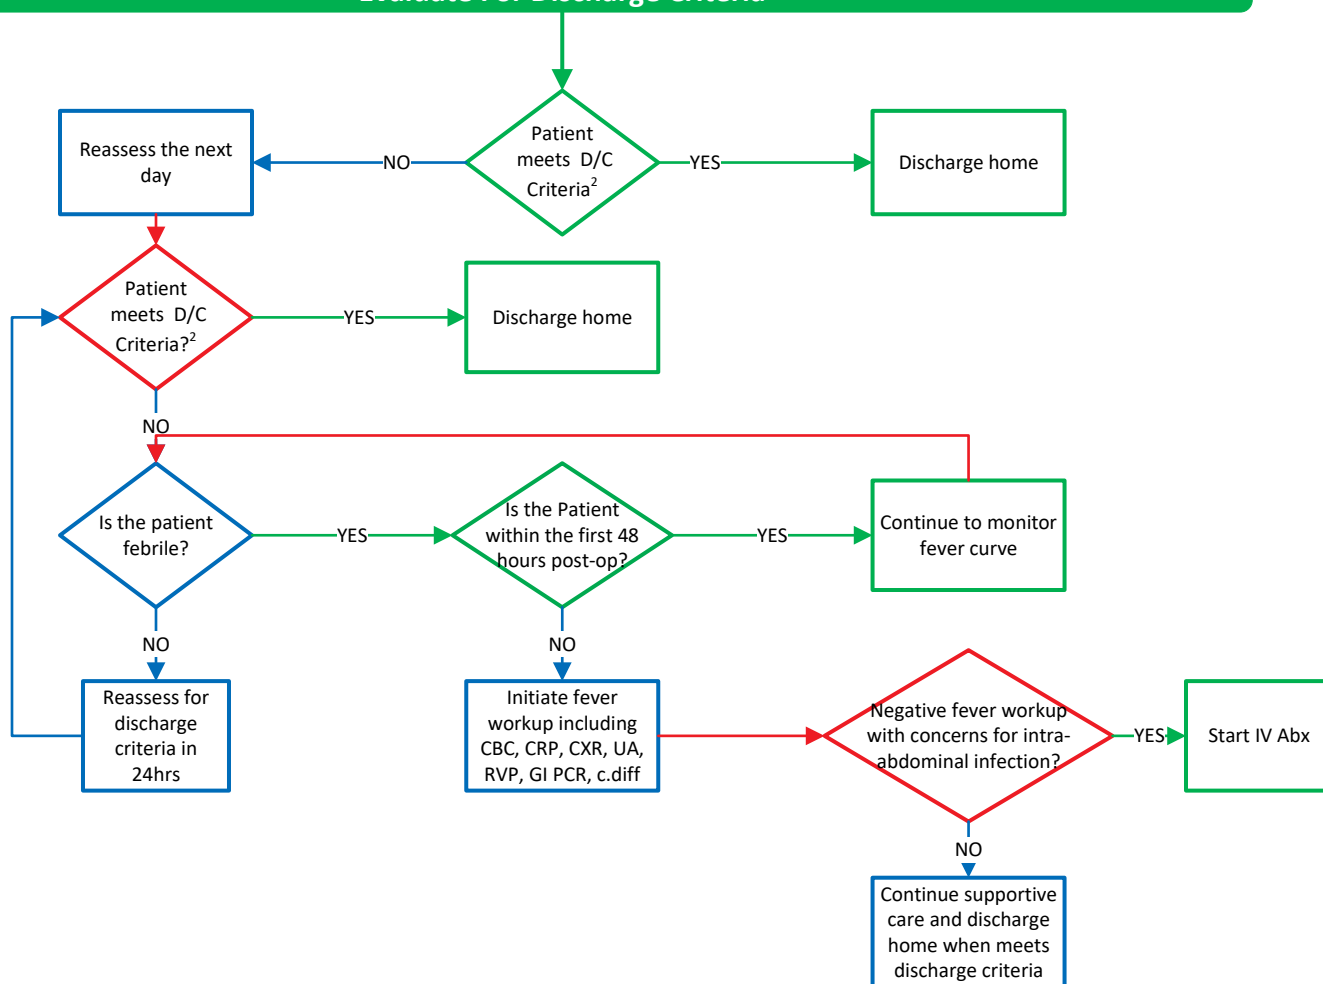 Evaluate For Discharge Criteria
Patient
meets D/C
Criteria2
NO
YES
Reassess the next
day
Discharge home
Patient
meets D/C
Criteria?2
YES
Discharge home
NO
Is the patient
febrile?
YES
Is the Patient
within the first 48
hours post-op?
YES
Continue to monitor
fever curve
NO
NO
Reassess for
discharge
criteria in
24hrs
Initiate fever
workup including
CBC, CRP, CXR, UA,
RVP, GI PCR, c.diff
Negative fever workup
with concerns for intra-
abdominal infection?
YES
Start IV Abx
NO
Continue supportive
care and discharge
home when meets
discharge criteria